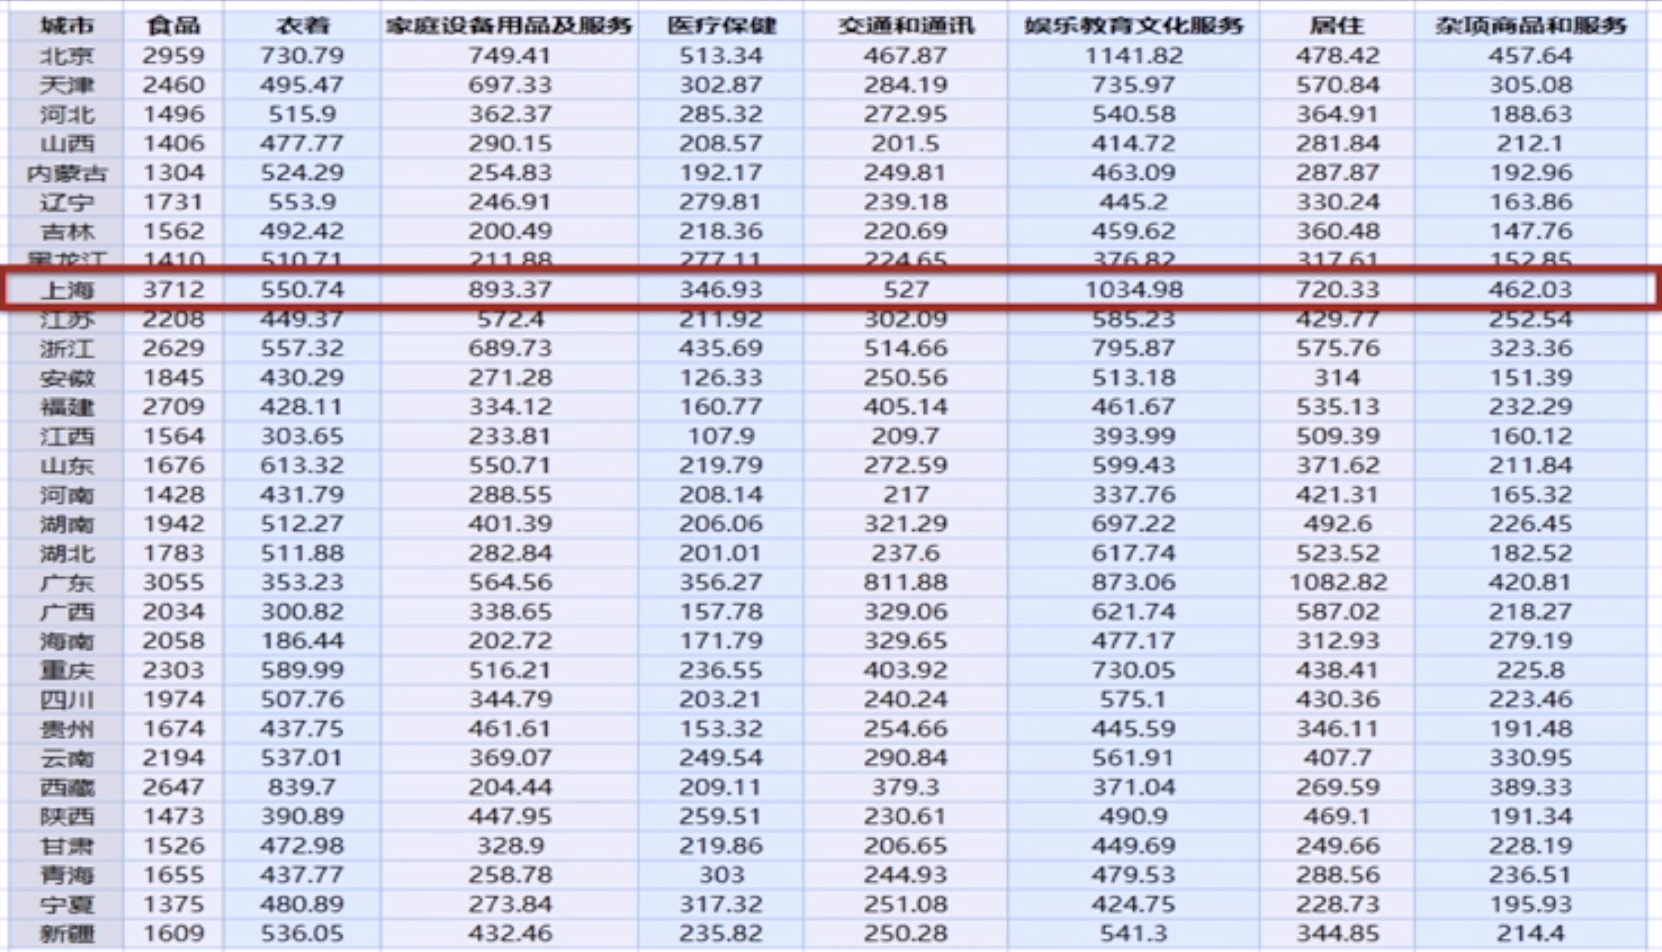 城市 食品 衣着 家庭设备用品及服务 医疗保健 交通和通讯 娱乐教育文化服务 居住 杂项商品和服务
北京 2959 730.79 749.41 513.34 467.87 1141.82 478.42 457.64
天津 2460 495.47 697.33 302.87 284.19 735.97 570.84 305.08
河北 1496 515.9 362.37 285.32 272.95 540.58 364.91 188.63
山西 1406 477.77 290.15 208.57 201.5 414.72 281.84 212.1
内蒙古 1304 524.29 254.83 192.17 249.81 463.09 287.87 192.96
辽宁 1731 553.9 246.91 279.81 239.18 445.2 330.24 163.86
吉林 1562 492.42 200.49 218.36 220.69 459.62 360.48 147.76
黑龙江 1410 510.71 211.88 277.11 224.65 376.82 317.61 152.85
上海 3712 550.74 893.37 346.93 527 1034.98 720.33 462.03
江苏 2208 449.37 572.4 211.92 302.09 585.23 429.77 252.54
浙江 2629 557.32 689.73 435.69 514.66 795.87 575.76 323.36
安徽 1845 430.29 271.28 126.33 250.56 513.18 314 151.39
福建 2709 428.11 334.12 160.77 405.14 461.67 535.13 232.29
江西 1564 303.65 233.81 107.9 209.7 393.99 509.39 160.12
山东 1676 613.32 550.71 219.79 272.59 599.43 371.62 211.84
河南 1428 431.79 288.55 208.14 217 337.76 421.31 165.32
湖南 1942 512.27 401.39 206.06 321.29 697.22 492.6 226.45
湖北 1783 511.88 282.84 201.01 237.6 617.74 523.52 182.52
广东 3055 353.23 564.56 356.27 811.88 873.06 1082.82 420.81
广西 2034 300.82 338.65 157.78 329.06 621.74 587.02 218.27
海南 2058 186.44 202.72 171.79 329.65 477.17 312.93 279.19
重庆 2303 589.99 516.21 236.55 403.92 730.05 438.41 225.8
四川 1974 507.76 344.79 203.21 240.24 575.1 430.36 223.46
贵州 1674 437.75 461.61 153.32 254.66 445.59 346.11 191.48
云南 2194 537.01 369.07 249.54 290.84 561.91 407.7 330.95
西藏 2647 839.7 204.44 209.11 379.3 371.04 269.59 389.33
陕西 1473 390.89 447.95 259.51 230.61 490.9 469.1 191.34
甘肃 1526 472.98 328.9 219.86 206.65 449.69 249.66 228.19
青海 1655 437.77 258.78 303 244.93 479.53 288.56 236.51
宁夏 1375 480.89 273.84 317.32 251.08 424.75 228.73 195.93
新疆 1609 536.05 432.46 235.82 250.28 541.3 344.85 214.4